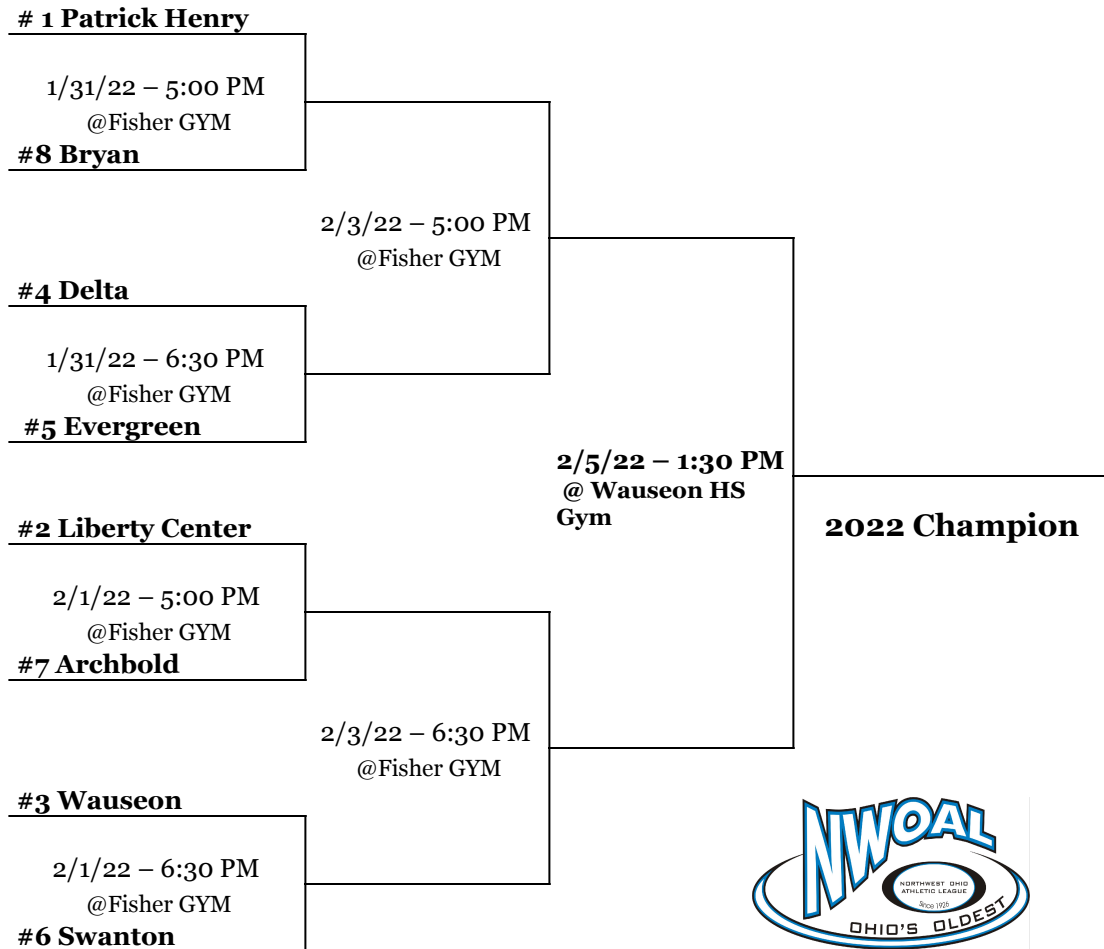 # 1 Patrick Henry
1/31/22 – 5:00 PM
@Fisher GYM
#8 Bryan
2/3/22 – 5:00 PM
@Fisher GYM
#4 Delta
1/31/22 – 6:30 PM
@Fisher GYM
#5 Evergreen
2/5/22 – 1:30 PM
@ Wauseon HS
Gym
2022 Champion
#2 Liberty Center
2/1/22 – 5:00 PM
@Fisher GYM
#7 Archbold
2/3/22 – 6:30 PM
@Fisher GYM
#3 Wauseon
2/1/22 – 6:30 PM
@Fisher GYM
#6 Swanton
NWOAL
NORTHWEST OHIO
ATHLETIC LEAGUE
Since 1926
OHIO'S OLDEST